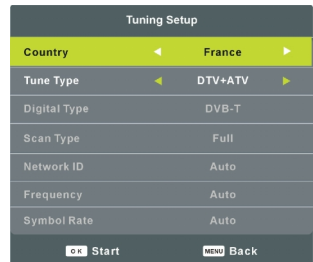 Tuning Setup
Country France
Tune Type DTV+ATV
Digital Type DVB-T
Scan Type Full
Network ID Auto
Frequency Auto
Symbol Rate Auto
OK Start MENU Back